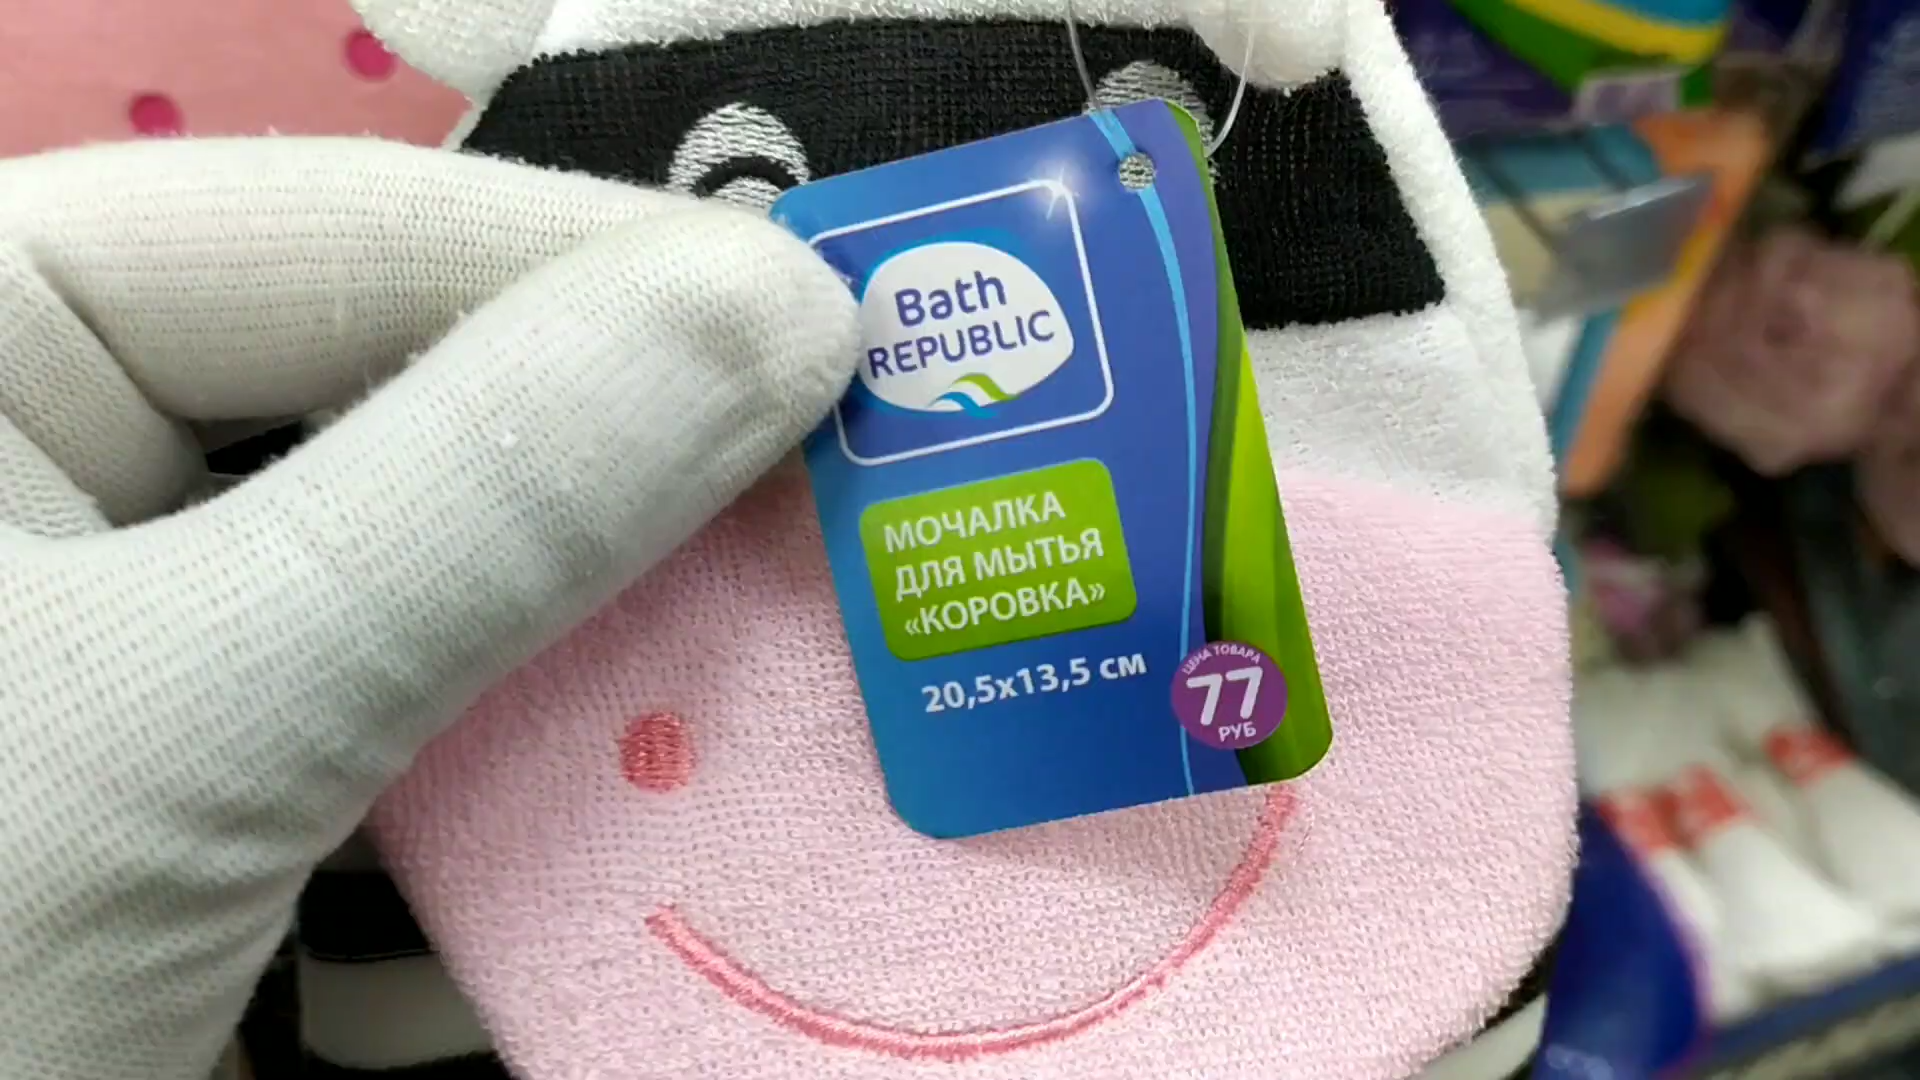 Bath
REPUBLIC
МОЧАЛКА
ДЛЯ МЫТЬЯ
«КОРОВКА»
20,5x13,5 см
ЦЕНА ТОВАРА
77
РУБ